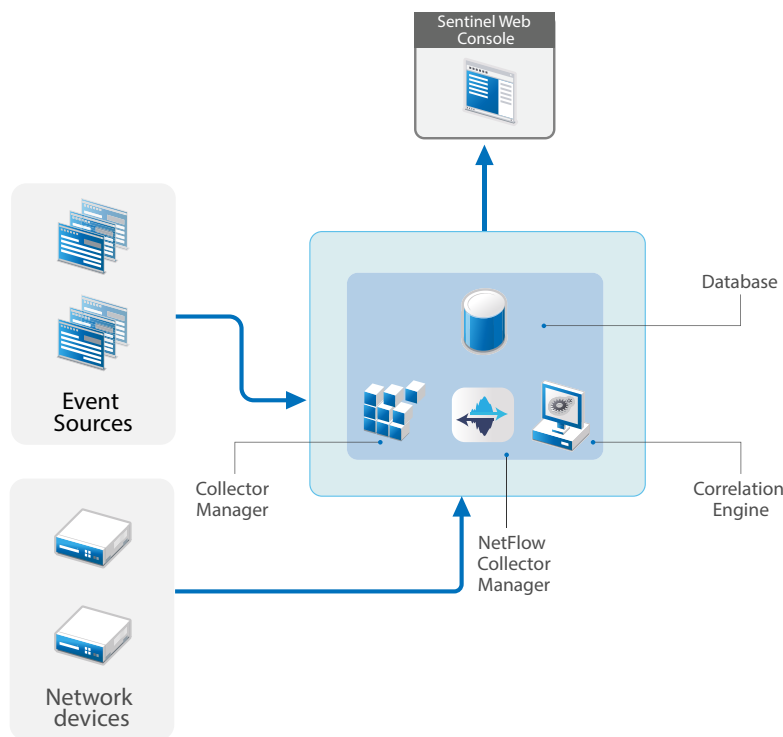 Sentinel Web
Console
Event
Sources
Database
Collector
Manager
NetFlow
Collector
Manager
Correlation
Engine
Network
devices